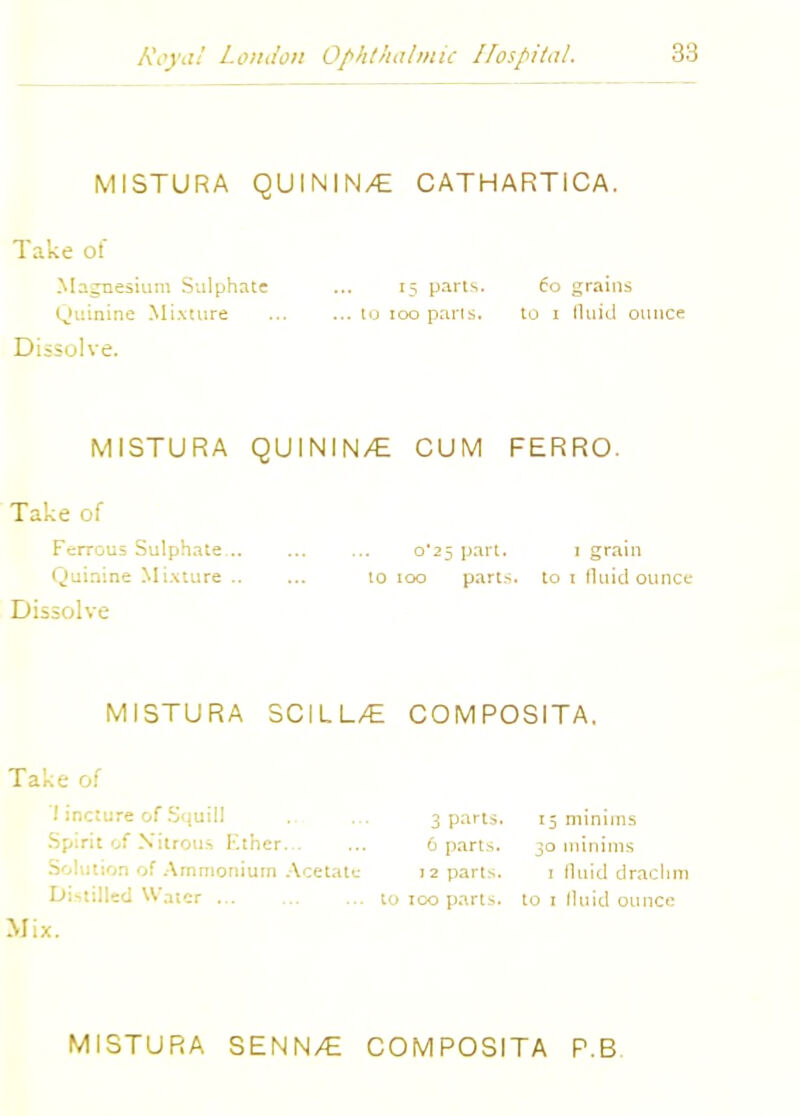 Royal London Ophthalmic Hospital. 33
MISTURA QUININÆ CATHARTICA.
Take of
Magnesium Sulphate ... 15 parts. 60 grains
Quinine Mixture ... ... to 100 parts. to 1 fluid ounce
Dissolve.
MISTURA QUININÆ CUM FERRO.
Take of
Ferrous Sulphate... ... ... 0·25 part. 1 grain
Quinine Mixture .. ... to 100 parts. to 1 fluid ounce
Dissolve
MISTURA SCILLÆ COMPOSITA.
Take of
Tincture of Squill .. ... 3 parts. 15 minims
Spirit of Nitrous Ether... ... 6 parts. 30 minims
Solution of Ammonium Acetate 12 parts. 1 fluid drachm
Distilled Water ... ... ... to 100 parts. to 1 fluid ounce
Mix.
MISTURA SENNÆ COMPOSITA P.B.